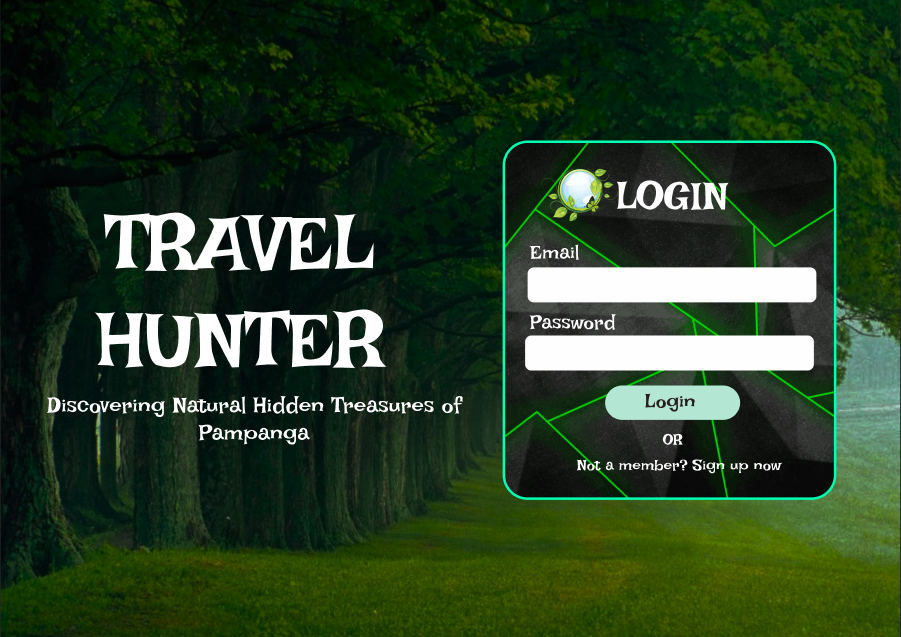 TRAVEL
HUNTER
Discovering Natural Hidden Treasures of
Pampanga
LOGIN
Email
Password
Login
OR
Not a member? Sign up now